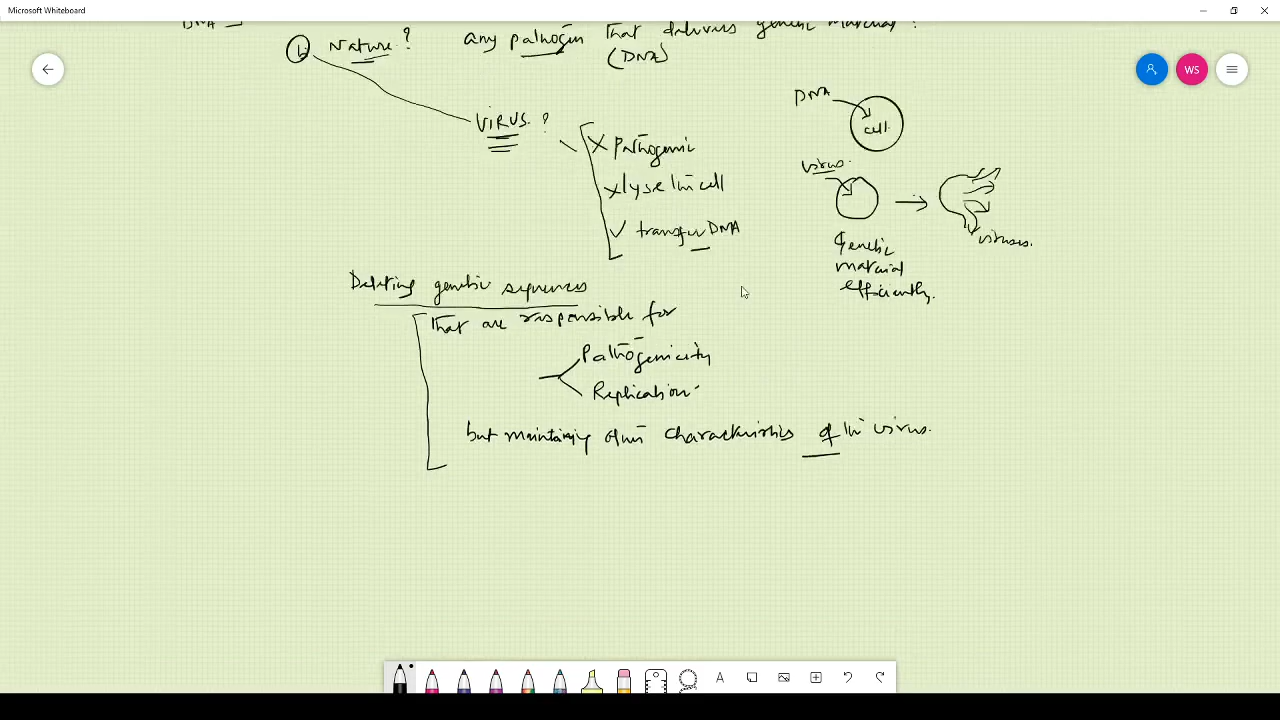 Microsoft Whiteboard
DNA
b Nature? any pathogen that delivers genetic material?
(DNA)
WS
DNA
cell
VIRUS?
X pathogenic
virus.
X lyse the cell
✓ transfer DNA
viruses.
Genetic
material
efficiently.
Deleting genetic sequences
that are responsible for
Pathogenicity
Replication
but maintaining other characteristics of the virus.
A